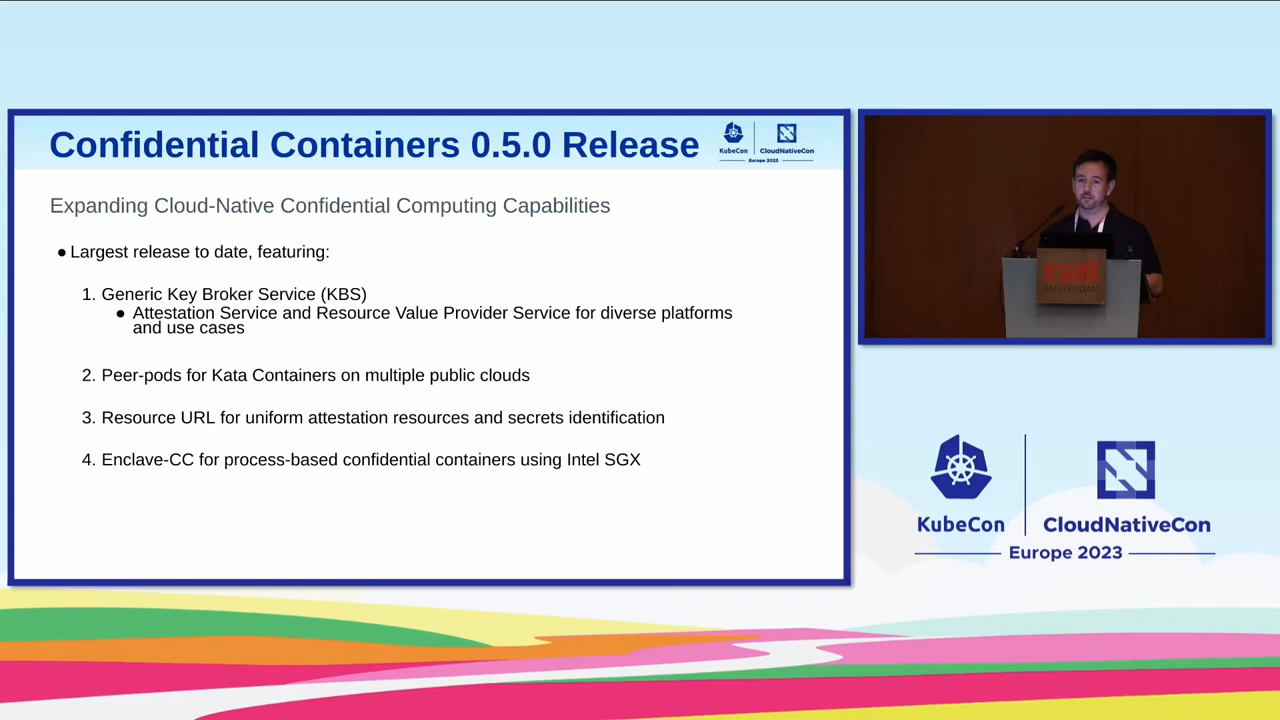 Confidential Containers 0.5.0 Release
KubeCon
CloudNativeCon
Europe 2023
Expanding Cloud-Native Confidential Computing Capabilities
● Largest release to date, featuring:
1. Generic Key Broker Service (KBS)
● Attestation Service and Resource Value Provider Service for diverse platforms
and use cases
2. Peer-pods for Kata Containers on multiple public clouds
3. Resource URL for uniform attestation resources and secrets identification
4. Enclave-CC for process-based confidential containers using Intel SGX
AMSTERDAM
KubeCon
CloudNativeCon
Europe 2023